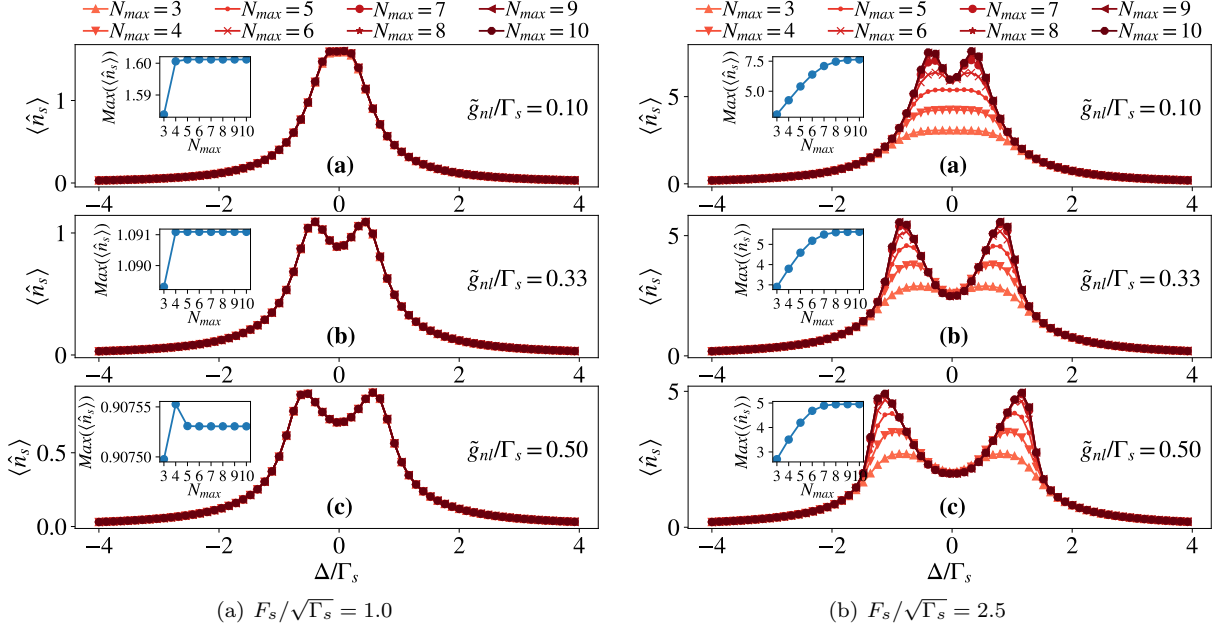 N_max = 3 N_max = 5 N_max = 7 N_max = 9
N_max = 4 N_max = 6 N_max = 8 N_max = 10
⟨n̂_s⟩
1
0
Max(⟨n̂_s⟩)
1.60
1.59
3 4 5 6 7 8 9 10
N_max
g̃_nl/Γ_s = 0.10
(a)
−4 −2 0 2 4
⟨n̂_s⟩
1
0
Max(⟨n̂_s⟩)
1.091
1.090
3 4 5 6 7 8 9 10
N_max
g̃_nl/Γ_s = 0.33
(b)
−4 −2 0 2 4
⟨n̂_s⟩
0.5
0.0
Max(⟨n̂_s⟩)
0.90755
0.90750
3 4 5 6 7 8 9 10
N_max
g̃_nl/Γ_s = 0.50
(c)
−4 −2 0 2 4
Δ/Γ_s
(a) F_s/√Γ_s = 1.0
N_max = 3 N_max = 5 N_max = 7 N_max = 9
N_max = 4 N_max = 6 N_max = 8 N_max = 10
⟨n̂_s⟩
5
0
Max(⟨n̂_s⟩)
7.5
5.0
3 4 5 6 7 8 9 10
N_max
g̃_nl/Γ_s = 0.10
(a)
−4 −2 0 2 4
⟨n̂_s⟩
5
0
Max(⟨n̂_s⟩)
5
4
3
3 4 5 6 7 8 9 10
N_max
g̃_nl/Γ_s = 0.33
(b)
−4 −2 0 2 4
⟨n̂_s⟩
5
0
Max(⟨n̂_s⟩)
5
4
3
3 4 5 6 7 8 9 10
N_max
g̃_nl/Γ_s = 0.50
(c)
−4 −2 0 2 4
Δ/Γ_s
(b) F_s/√Γ_s = 2.5